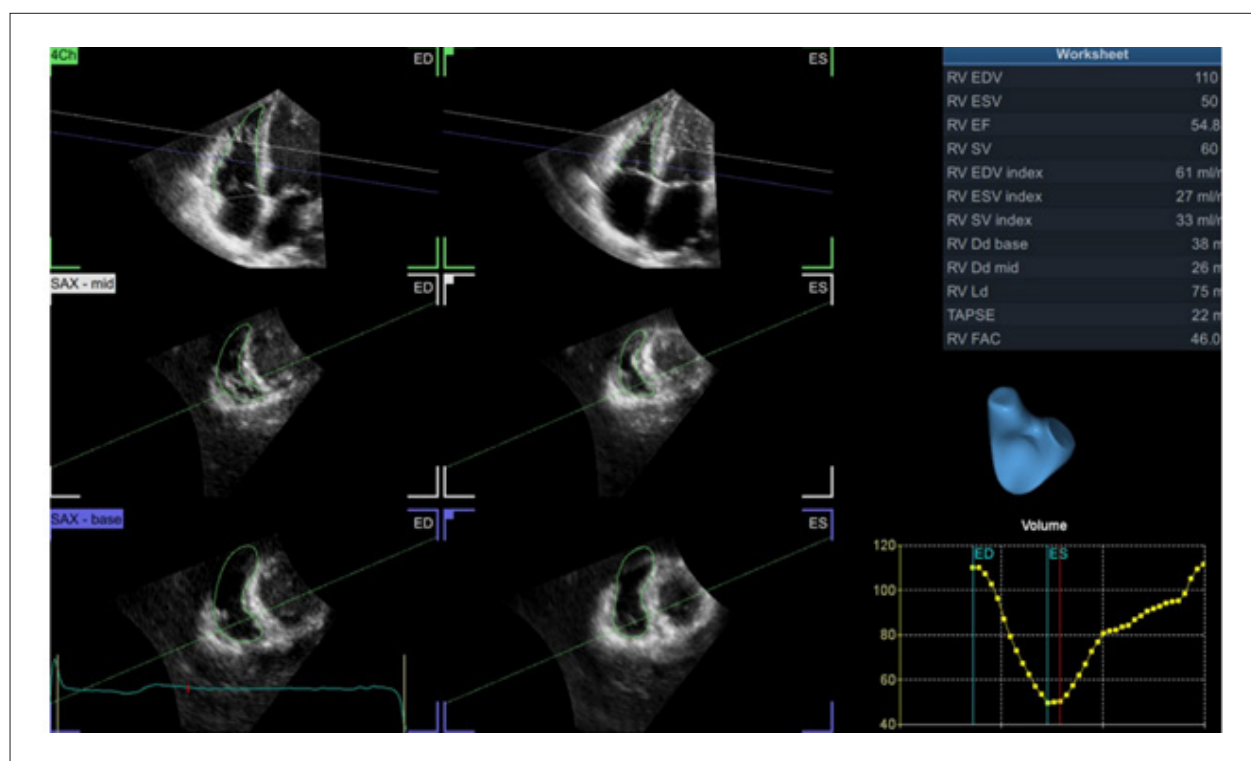 4Ch
ED
ES
SAX - mid
ED
ES
SAX - base
ED
ES
Worksheet
RV EDV 110
RV ESV 50
RV EF 54.8
RV SV 60
RV EDV index 61 ml/
RV ESV index 27 ml/
RV SV index 33 ml/
RV Dd base 38
RV Dd mid 26
RV Ld 75
TAPSE 22
RV FAC 46.0
Volume
120
ED
ES
100
80
60
40